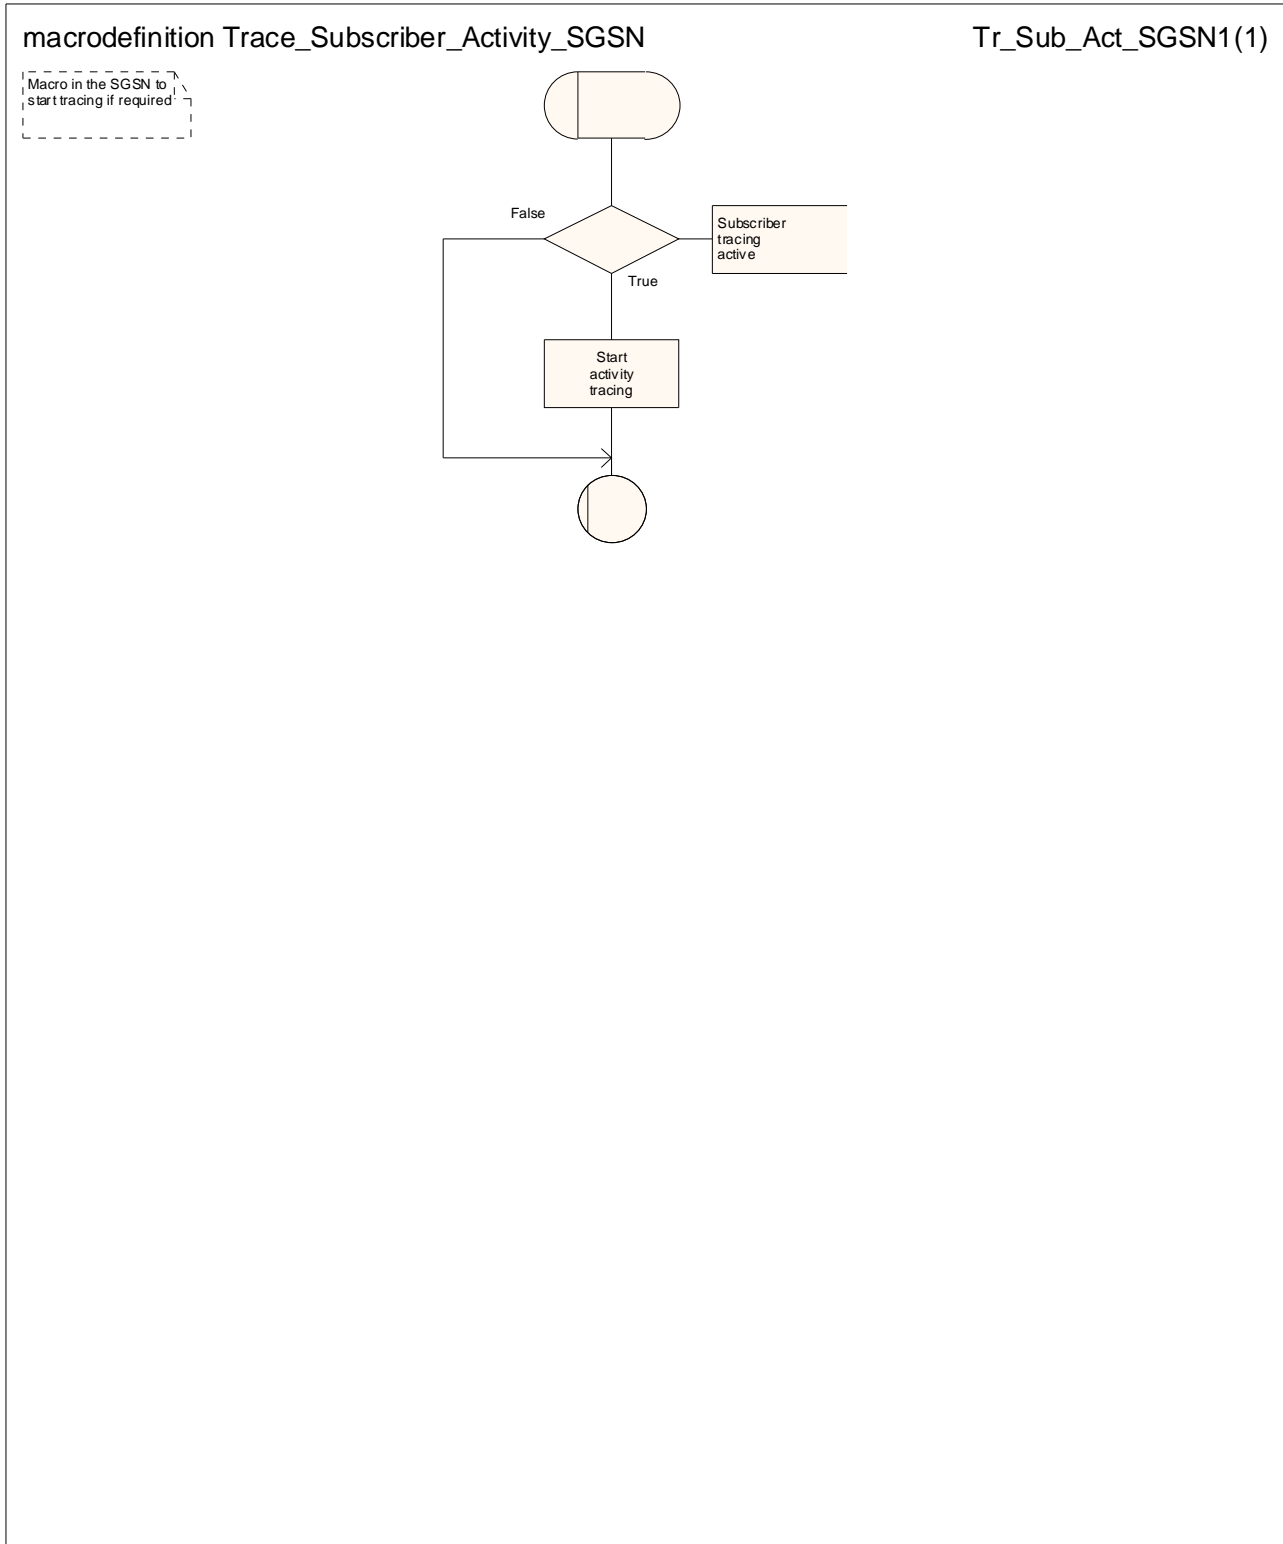 macrodefinition Trace_Subscriber_Activity_SGSN
Tr_Sub_Act_SGSN1(1)
Macro in the SGSN to
start tracing if required
False
Subscriber
tracing
active
True
Start
activity
tracing